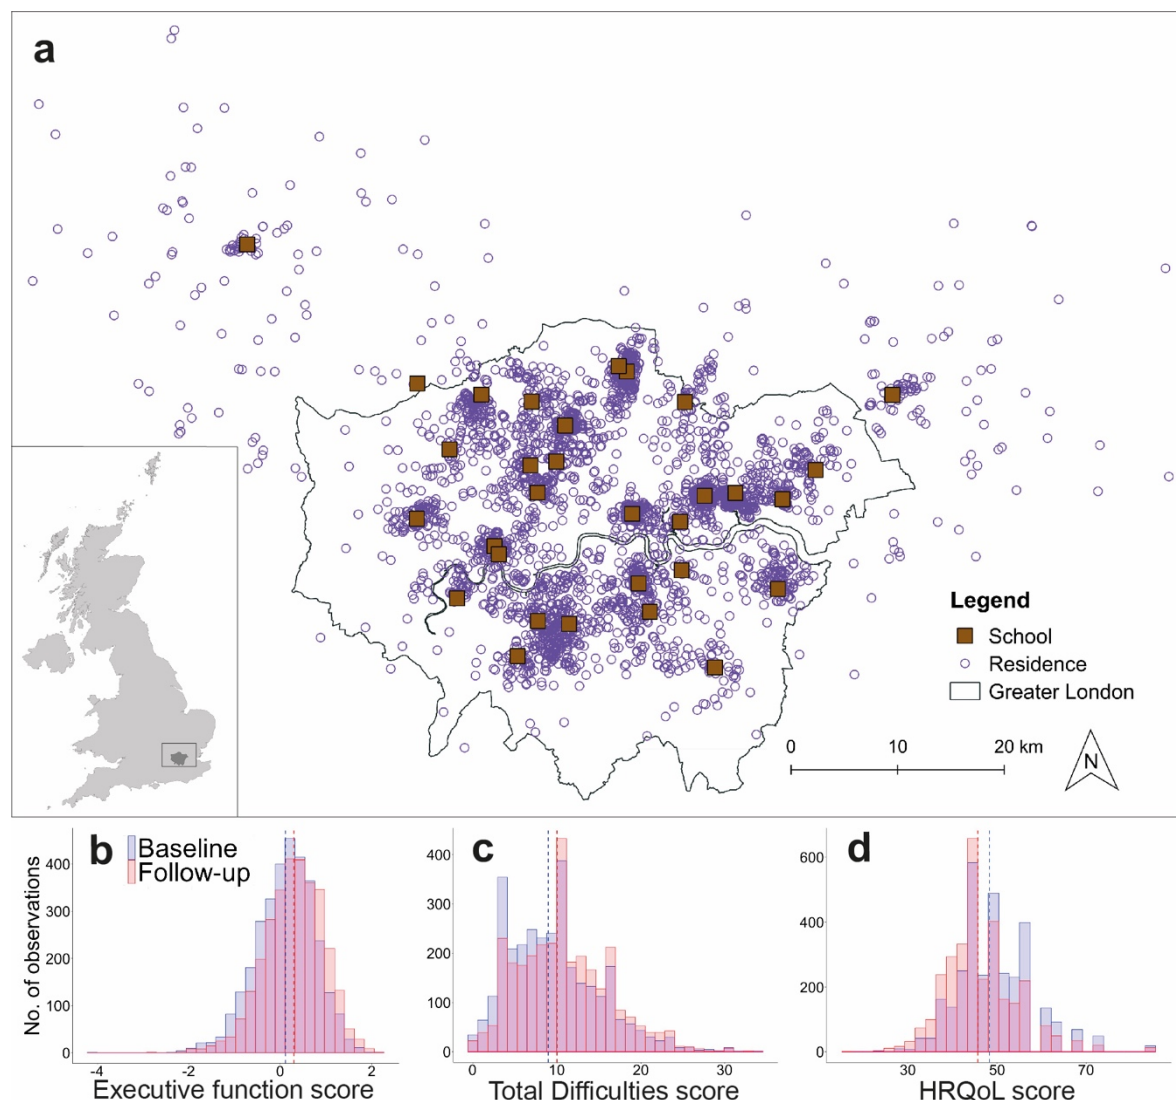 a
Legend
School
Residence
Greater London
0 10 20 km
N
b
Baseline
Follow-up
c
d
No. of observations
400
300
200
100
0
-4 -2 0 2
Executive function score
400
300
200
100
0
0 10 20 30
Total Difficulties score
600
400
200
0
30 50 70
HRQoL score